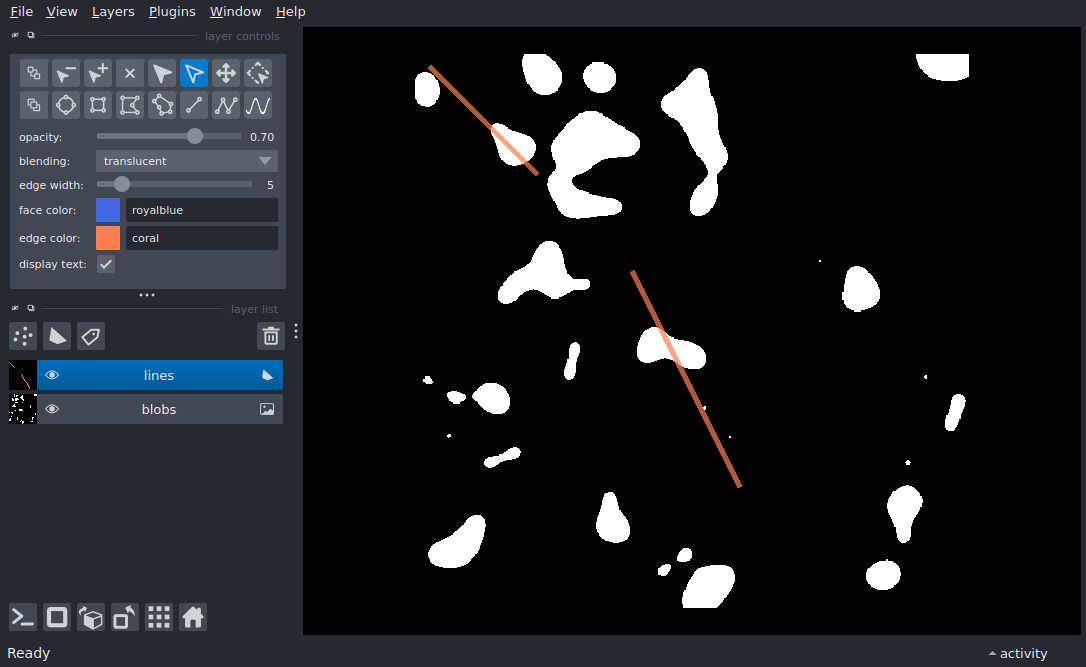 File View Layers Plugins Window Help
layer controls
opacity: 0.70
blending: translucent
edge width: 5
face color: royalblue
edge color: coral
display text:
layer list
lines
blobs
Ready
activity